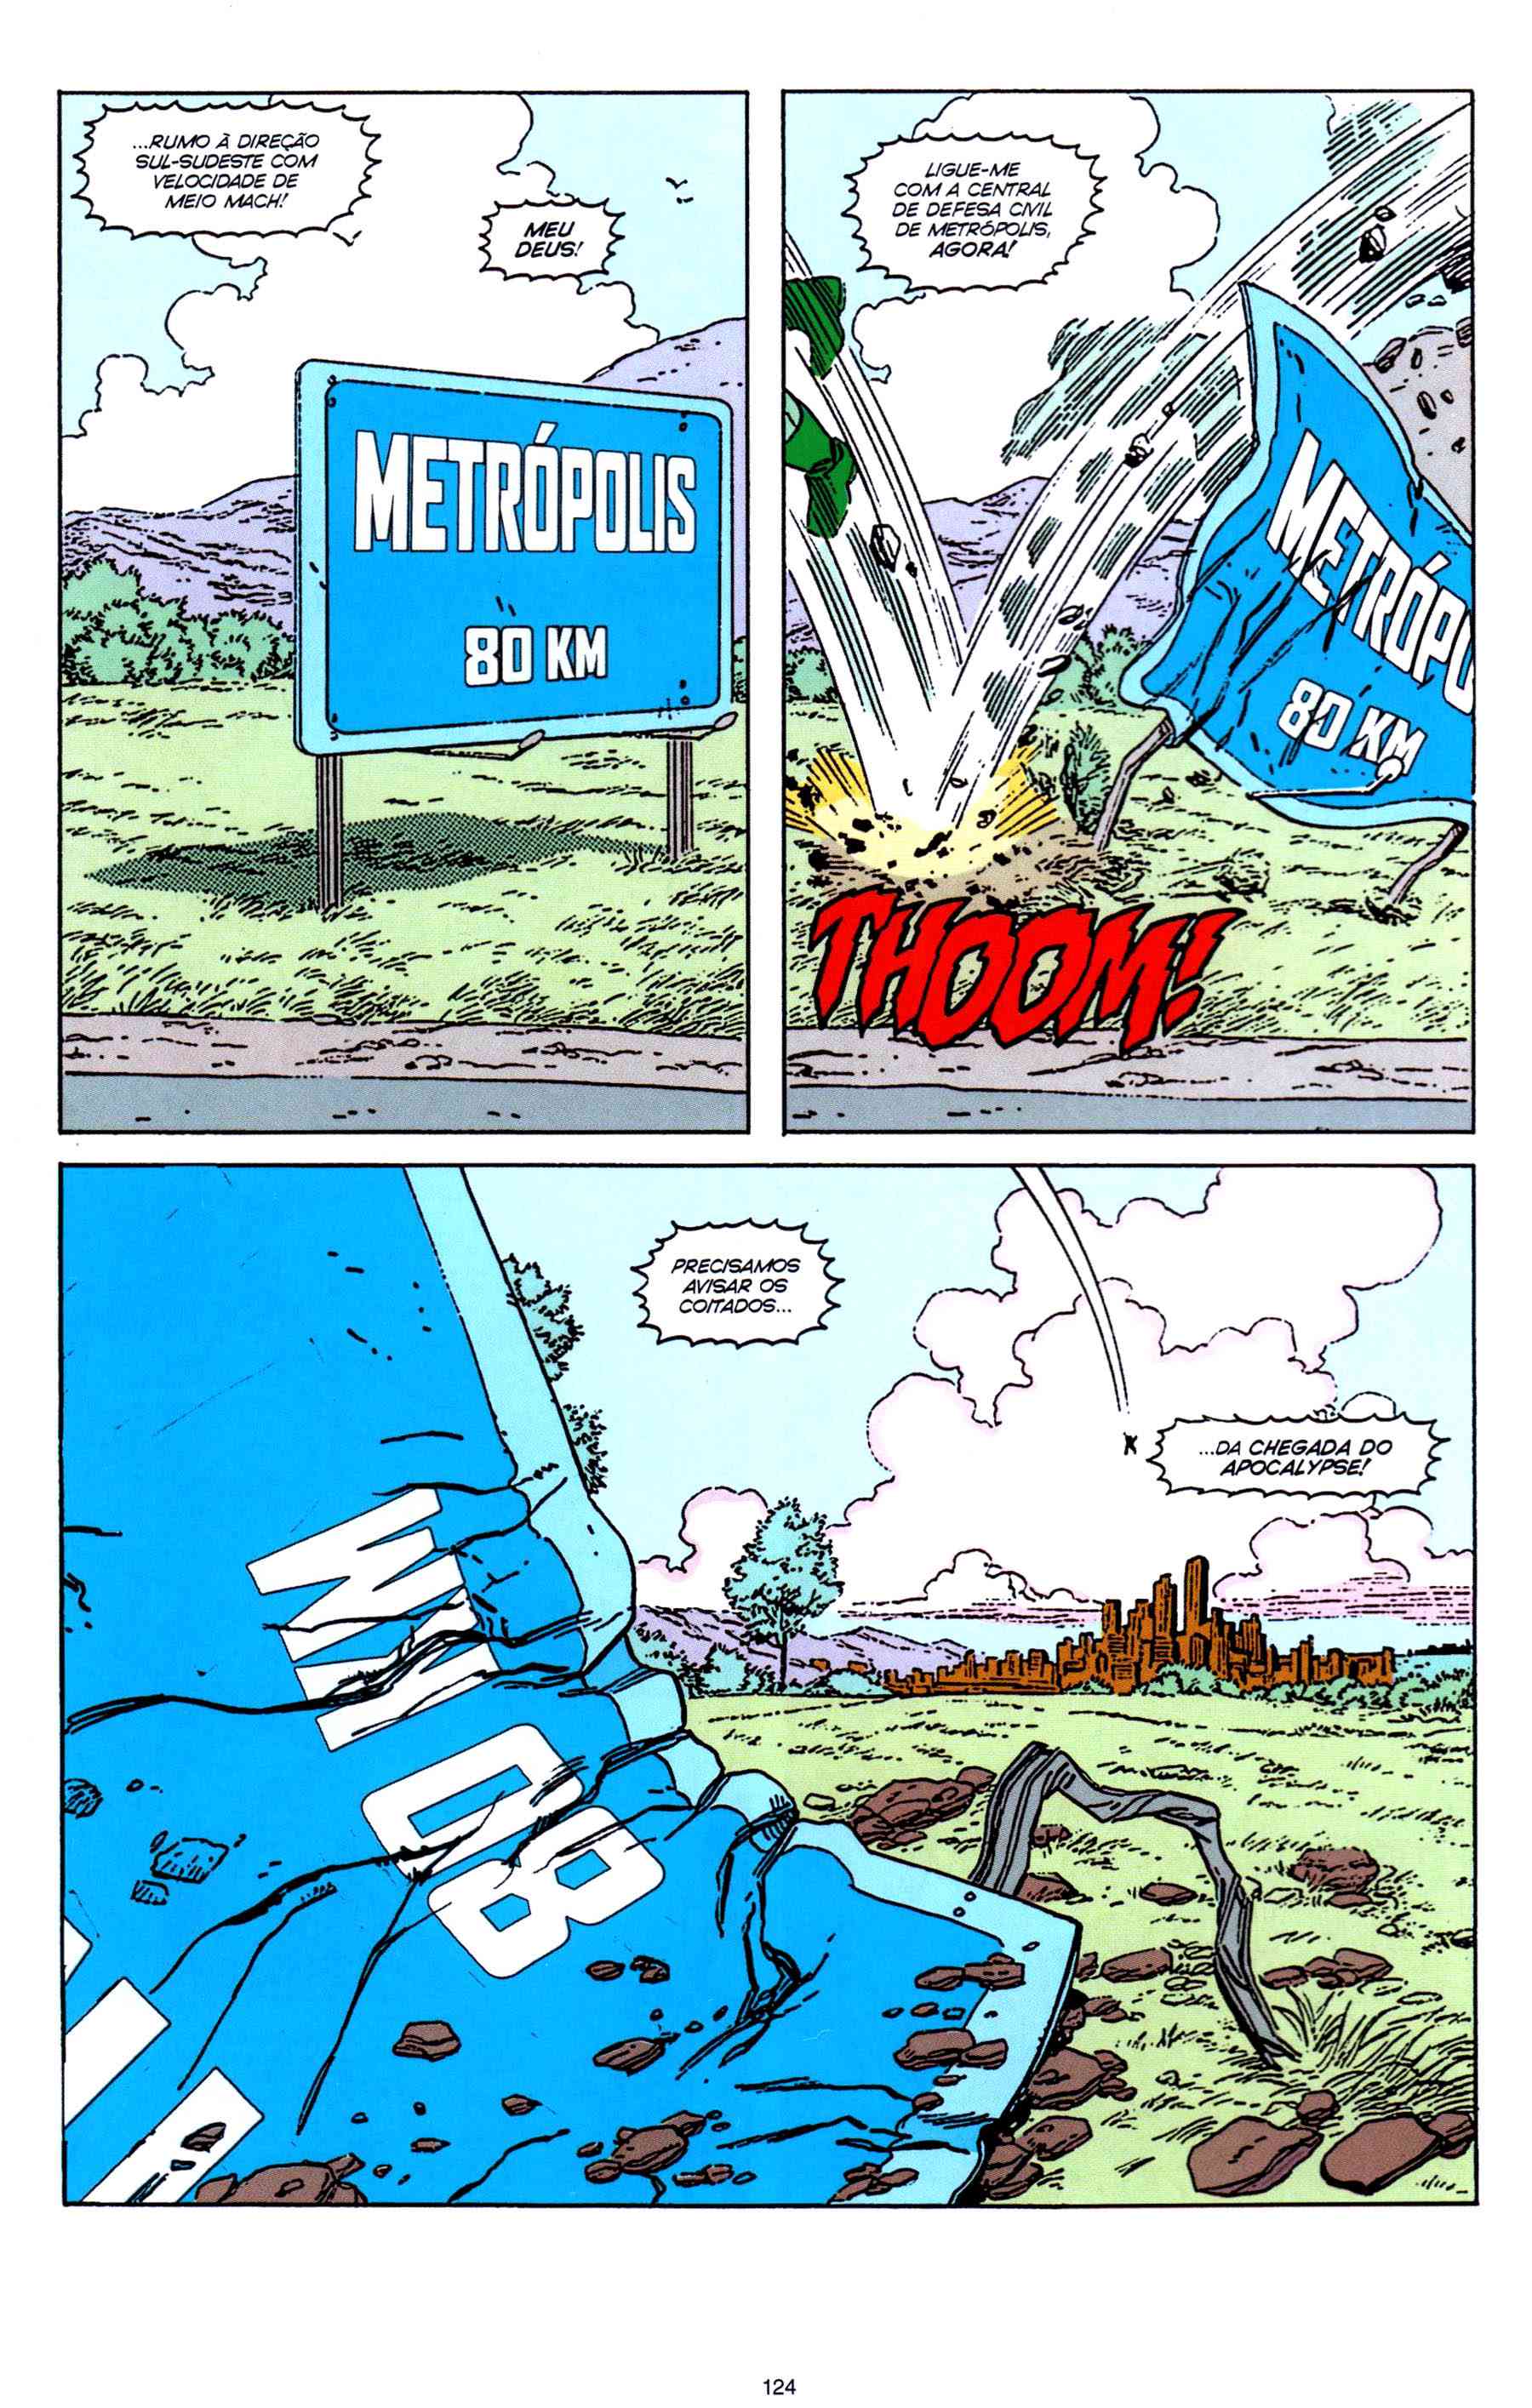 ...RUMO À DIREÇÃO
SUL-SUDESTE COM
VELOCIDADE DE
MEIO MACH!
MEU
DEUS!
METRÓPOLIS
80 KM
LIGUE-ME
COM A CENTRAL
DE DEFESA CIVIL
DE METRÓPOLIS,
AGORA!
METRÓPO
80 KM
THOOM!
PRECISAMOS
AVISAR OS
COITADOS...
...DA CHEGADA DO
APOCALYPSE!
80 KM
124